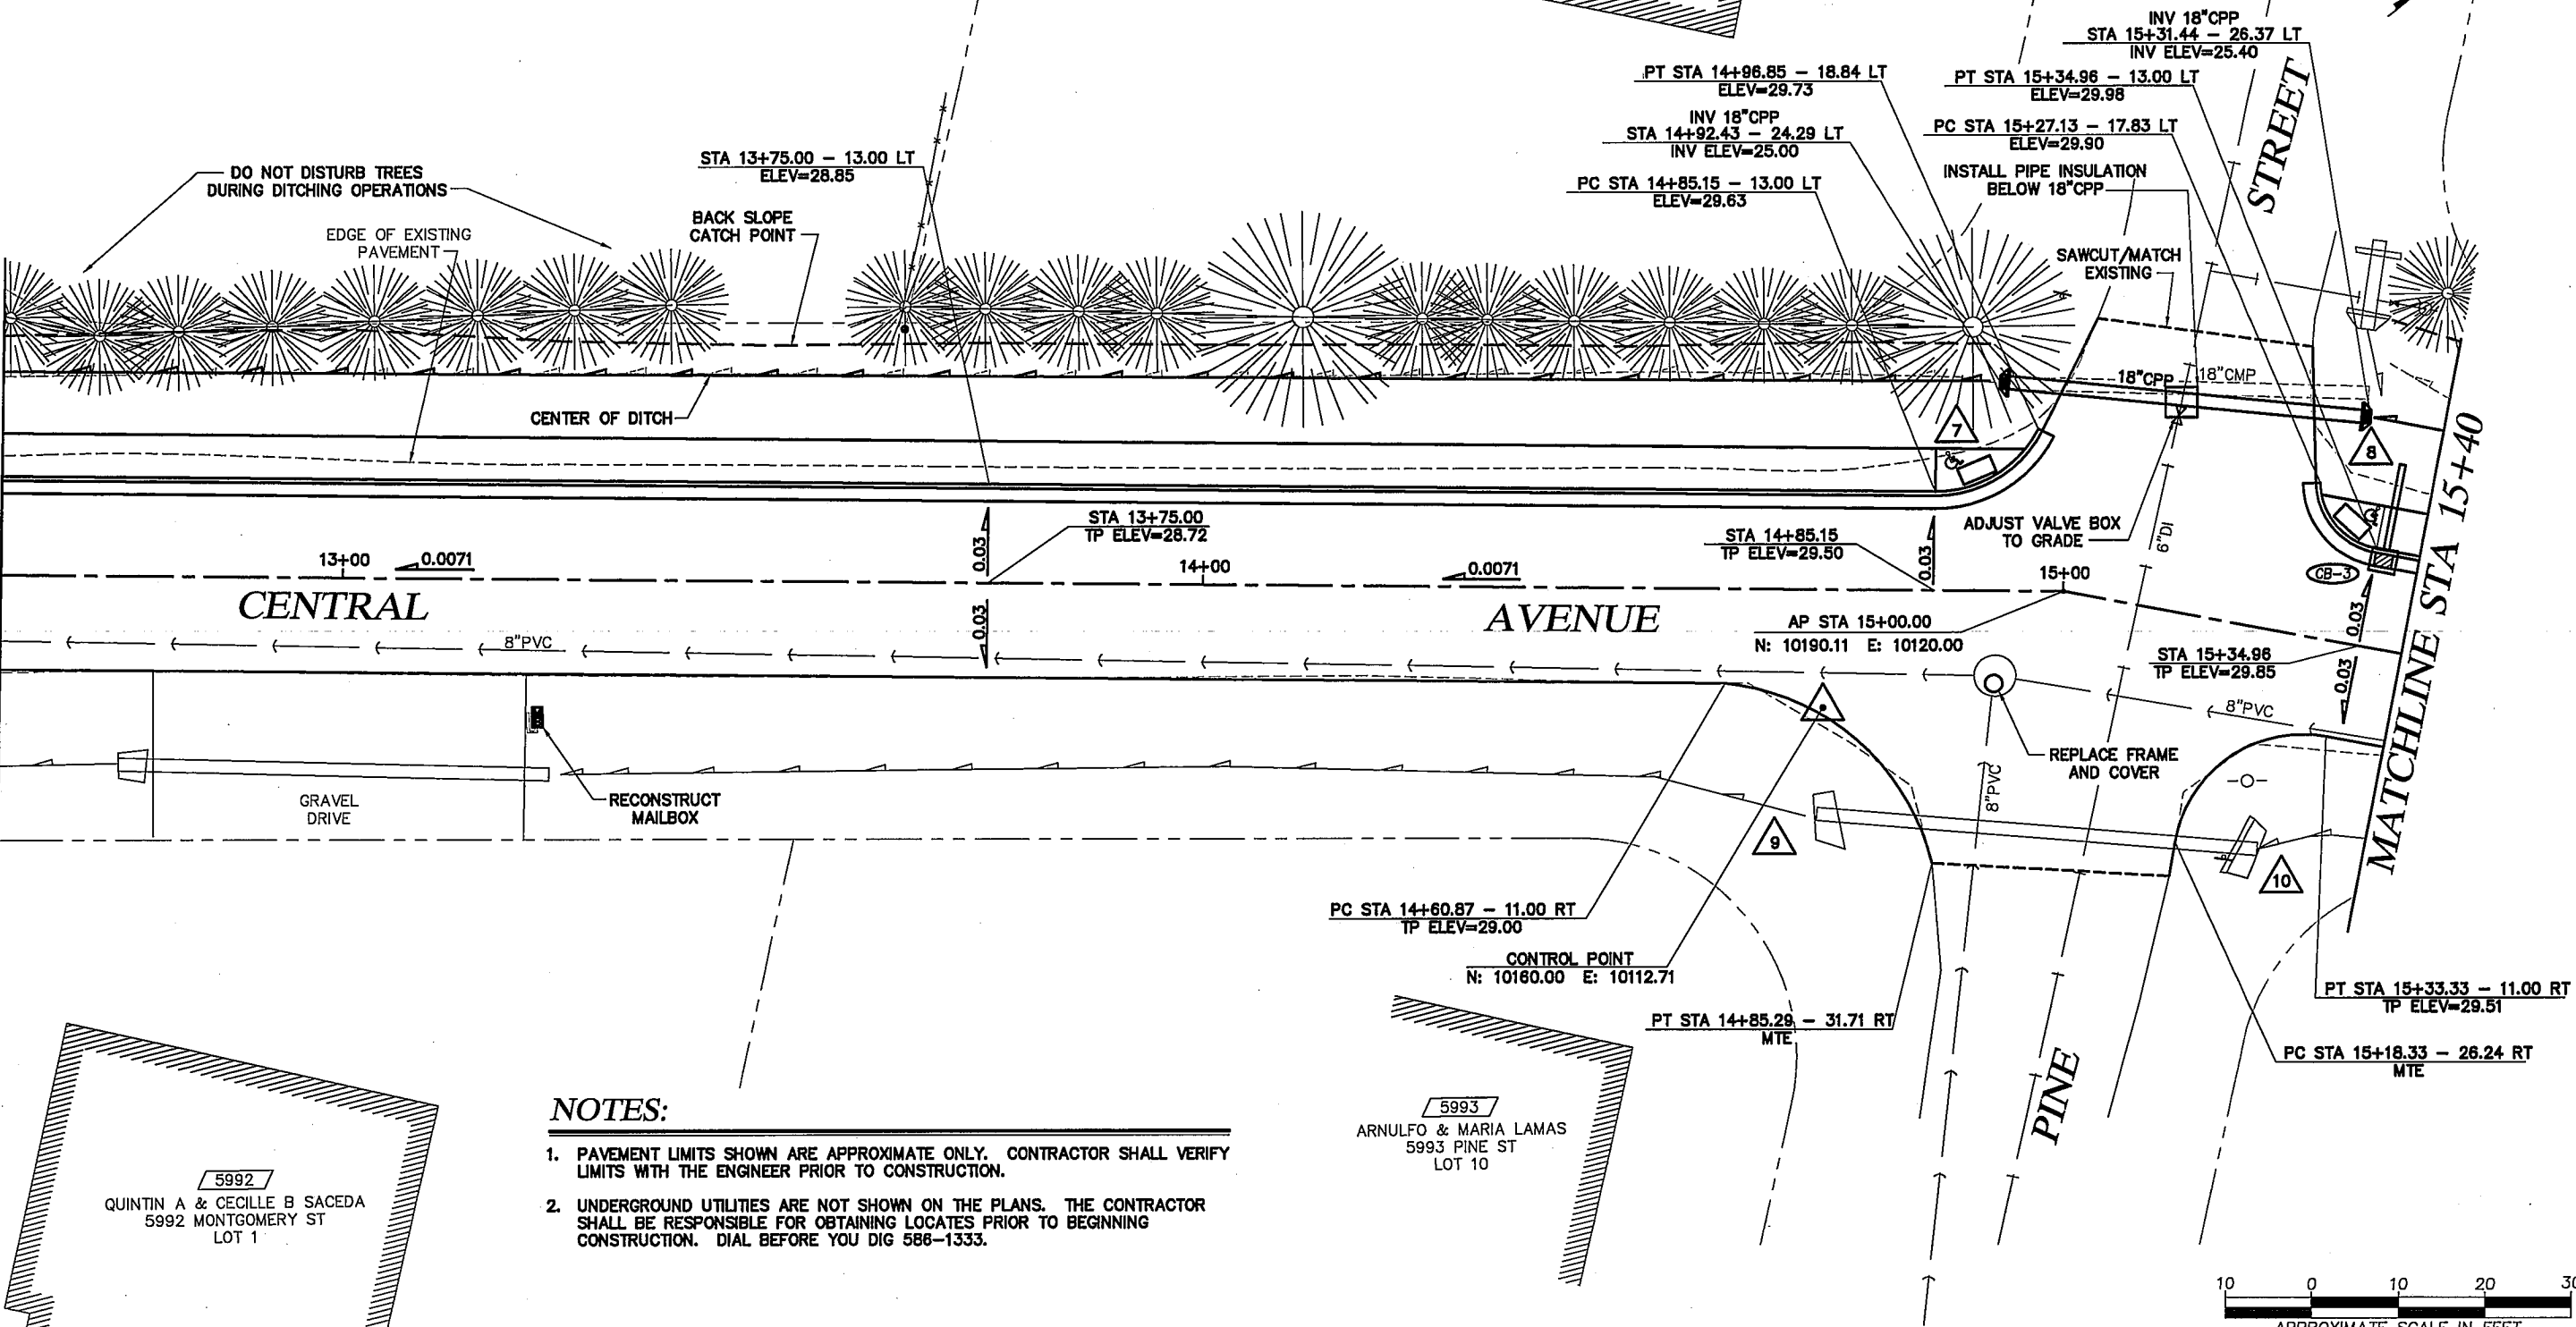 INV 18"CPP
STA 15+31.44 – 26.37 LT
INV ELEV=25.40
PT STA 14+96.85 – 18.84 LT
ELEV=29.73
PT STA 15+34.96 – 13.00 LT
ELEV=29.98
INV 18"CPP
STA 14+92.43 – 24.29 LT
INV ELEV=25.00
PC STA 15+27.13 – 17.83 LT
ELEV=29.90
STREET
STA 13+75.00 – 13.00 LT
ELEV=28.85
DO NOT DISTURB TREES
DURING DITCHING OPERATIONS
PC STA 14+85.15 – 13.00 LT
ELEV=29.63
INSTALL PIPE INSULATION
BELOW 18"CPP
BACK SLOPE
CATCH POINT
EDGE OF EXISTING
PAVEMENT
SAWCUT/MATCH
EXISTING
18"CPP
18"CMP
CENTER OF DITCH
7
8
MATCHLINE STA 15+40
STA 13+75.00
TP ELEV=28.72
0.03
STA 14+85.15
TP ELEV=29.50
0.03
ADJUST VALVE BOX
TO GRADE
6"DI
13+00
0.0071
14+00
0.0071
15+00
CB-3
CENTRAL
AVENUE
0.03
0.03
AP STA 15+00.00
N: 10190.11 E: 10120.00
8"PVC
STA 15+34.96
TP ELEV=29.85
0.03
8"PVC
REPLACE FRAME
AND COVER
8"PVC
GRAVEL
DRIVE
RECONSTRUCT
MAILBOX
9
10
PC STA 14+60.87 – 11.00 RT
TP ELEV=29.00
CONTROL POINT
N: 10160.00 E: 10112.71
PT STA 15+33.33 – 11.00 RT
TP ELEV=29.51
PT STA 14+85.29 – 31.71 RT
MTE
PC STA 15+18.33 – 26.24 RT
MTE
PINE
NOTES:
1. PAVEMENT LIMITS SHOWN ARE APPROXIMATE ONLY. CONTRACTOR SHALL VERIFY
LIMITS WITH THE ENGINEER PRIOR TO CONSTRUCTION.
2. UNDERGROUND UTILITIES ARE NOT SHOWN ON THE PLANS. THE CONTRACTOR
SHALL BE RESPONSIBLE FOR OBTAINING LOCATES PRIOR TO BEGINNING
CONSTRUCTION. DIAL BEFORE YOU DIG 586-1333.
5993
ARNULFO & MARIA LAMAS
5993 PINE ST
LOT 10
5992
QUINTIN A & CECILLE B SACEDA
5992 MONTGOMERY ST
LOT 1
10 0 10 20 30
APPROXIMATE SCALE IN FEET